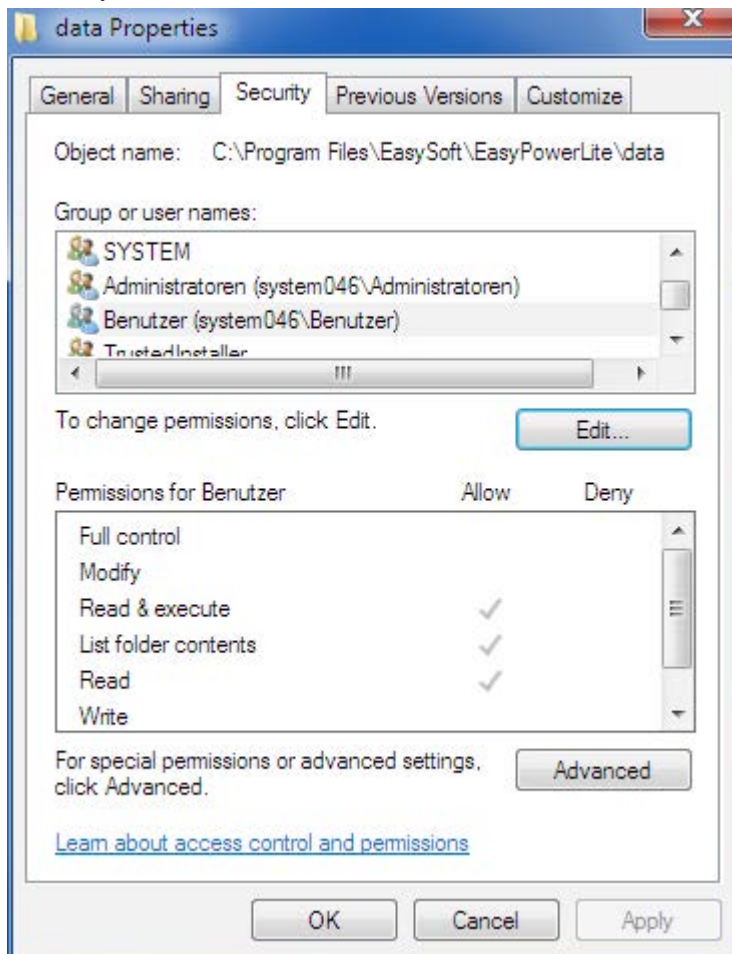 data Properties
General Sharing Security Previous Versions Customize
Object name: C:\Program Files\EasySoft\EasyPowerLite\data
Group or user names:
SYSTEM
Administratoren (system046\Administratoren)
Benutzer (system046\Benutzer)
TrustedInstaller
To change permissions, click Edit.
Edit...
Permissions for Benutzer Allow Deny
Full control
Modify
Read & execute
List folder contents
Read
Write
For special permissions or advanced settings,
click Advanced.
Advanced
Learn about access control and permissions
OK Cancel Apply